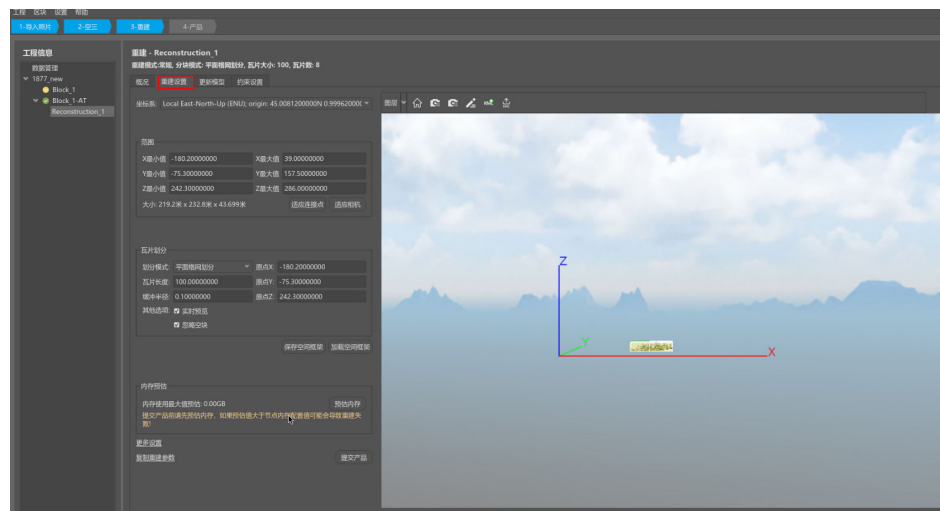 工程 区块 设置 帮助
1-导入照片 2-空三 3-重建 4-产品
工程信息
数据管理
1877_new
Block_1
Block_1-AT
Reconstruction_1
重建 - Reconstruction_1
重建模式:常规, 分块模式: 平面格网划分, 瓦片大小: 100, 瓦片数: 8
概况 重建设置 更新模型 约束设置
坐标系: Local East-North-Up (ENU); origin: 45.0081200000N 0.99962000(
图层
范围
X最小值 -180.20000000 X最大值 39.00000000
Y最小值 -75.30000000 Y最大值 157.50000000
Z最小值 242.30000000 Z最大值 286.00000000
大小: 219.2米 x 232.8米 x 43.699米 适应连接点 适应相机
瓦片划分
划分模式: 平面格网划分 原点X: -180.20000000
瓦片长度: 100.00000000 原点Y: -75.30000000
缓冲半径: 0.10000000 原点Z: 242.30000000
其他选项: 实时预览
忽略空块
保存空间框架 加载空间框架
内存预估
内存使用最大值预估: 0.00GB 预估内存
提交产品前请先预估内存, 如果预估值大于节点内存配置值可能会导致重建失
败!
更多设置
复制重建参数 提交产品
Z
Y
X